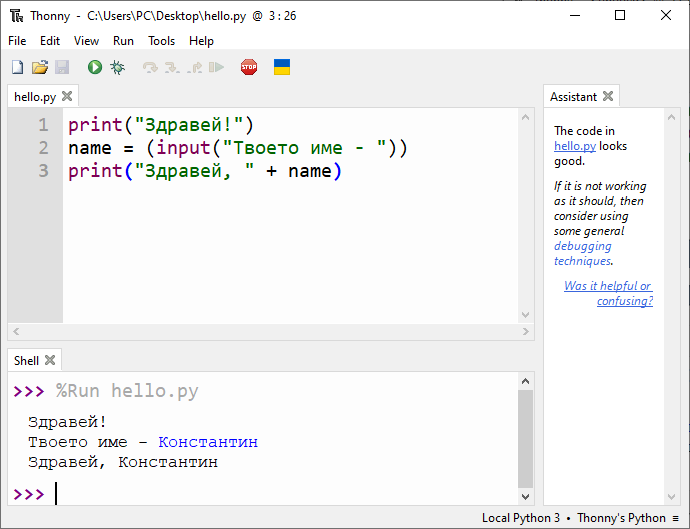 Thonny - C:\Users\PC\Desktop\hello.py @ 3:26
File Edit View Run Tools Help
STOP
hello.py
1 print("Здравей!")
2 name = (input("Твоето име - "))
3 print("Здравей, " + name)
Assistant
The code in
hello.py looks
good.
If it is not working
as it should, then
consider using
some general
debugging
techniques.
Was it helpful or
confusing?
Shell
>>> %Run hello.py
Здравей!
Твоето име - Константин
Здравей, Константин
>>>
Local Python 3 • Thonny's Python ≡